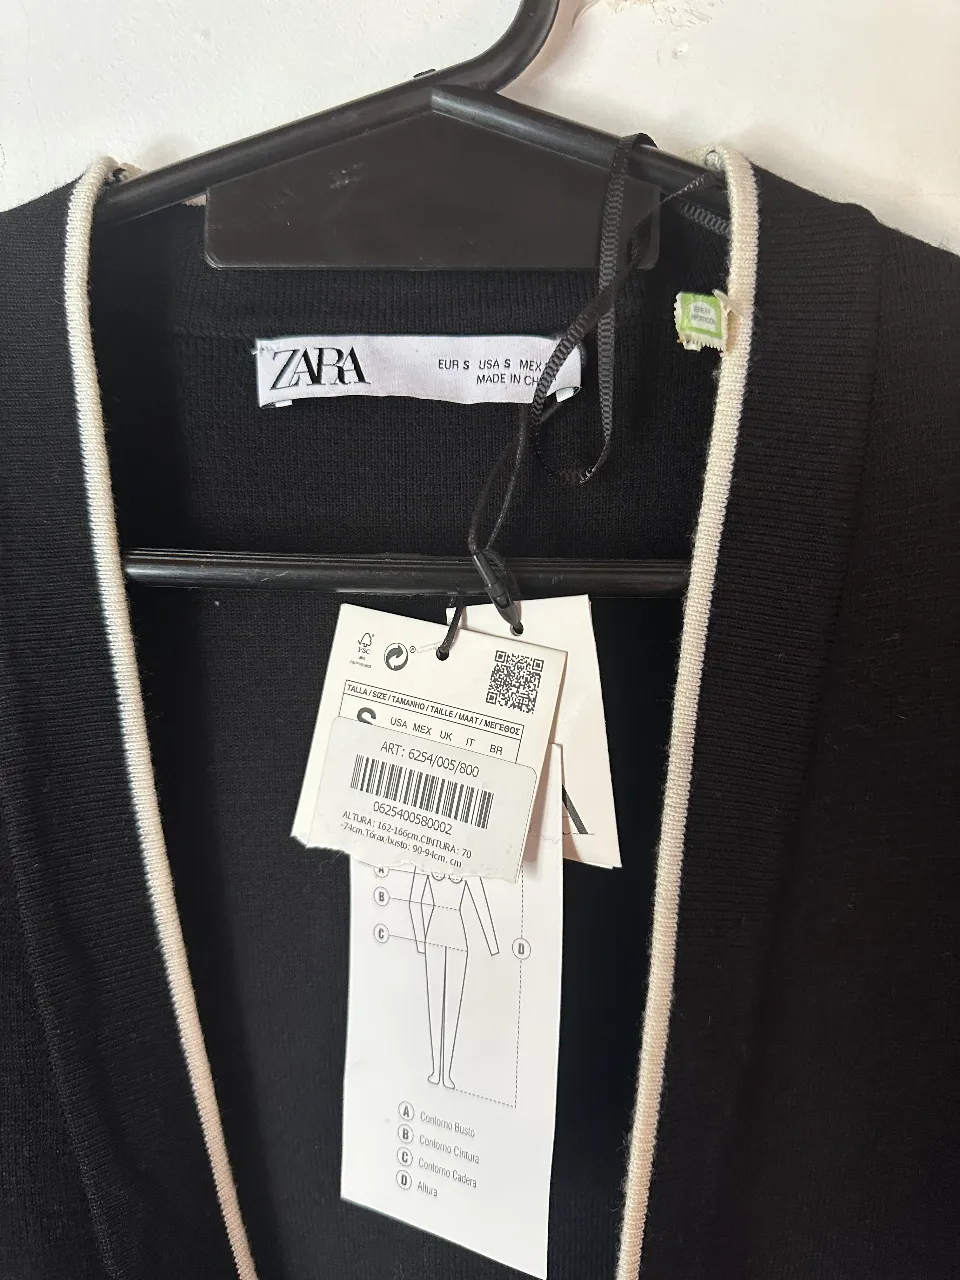 ZARA
EUR S USA S MEX
MADE IN
FSC
TALLA / SIZE / TAMANHO / TAILLE / MAAT / ΜΕΓΕΘΟΣ
S USA MEX UK IT BR
ART: 6254/005/800
0625400580002
ALTURA: 162-166cm.CINTURA: 70
-74cm.Tórax/busto: 90-94cm. cm
A
B
C
D
A Contorno Busto
B Contorno Cintura
C Contorno Cadera
D Altura